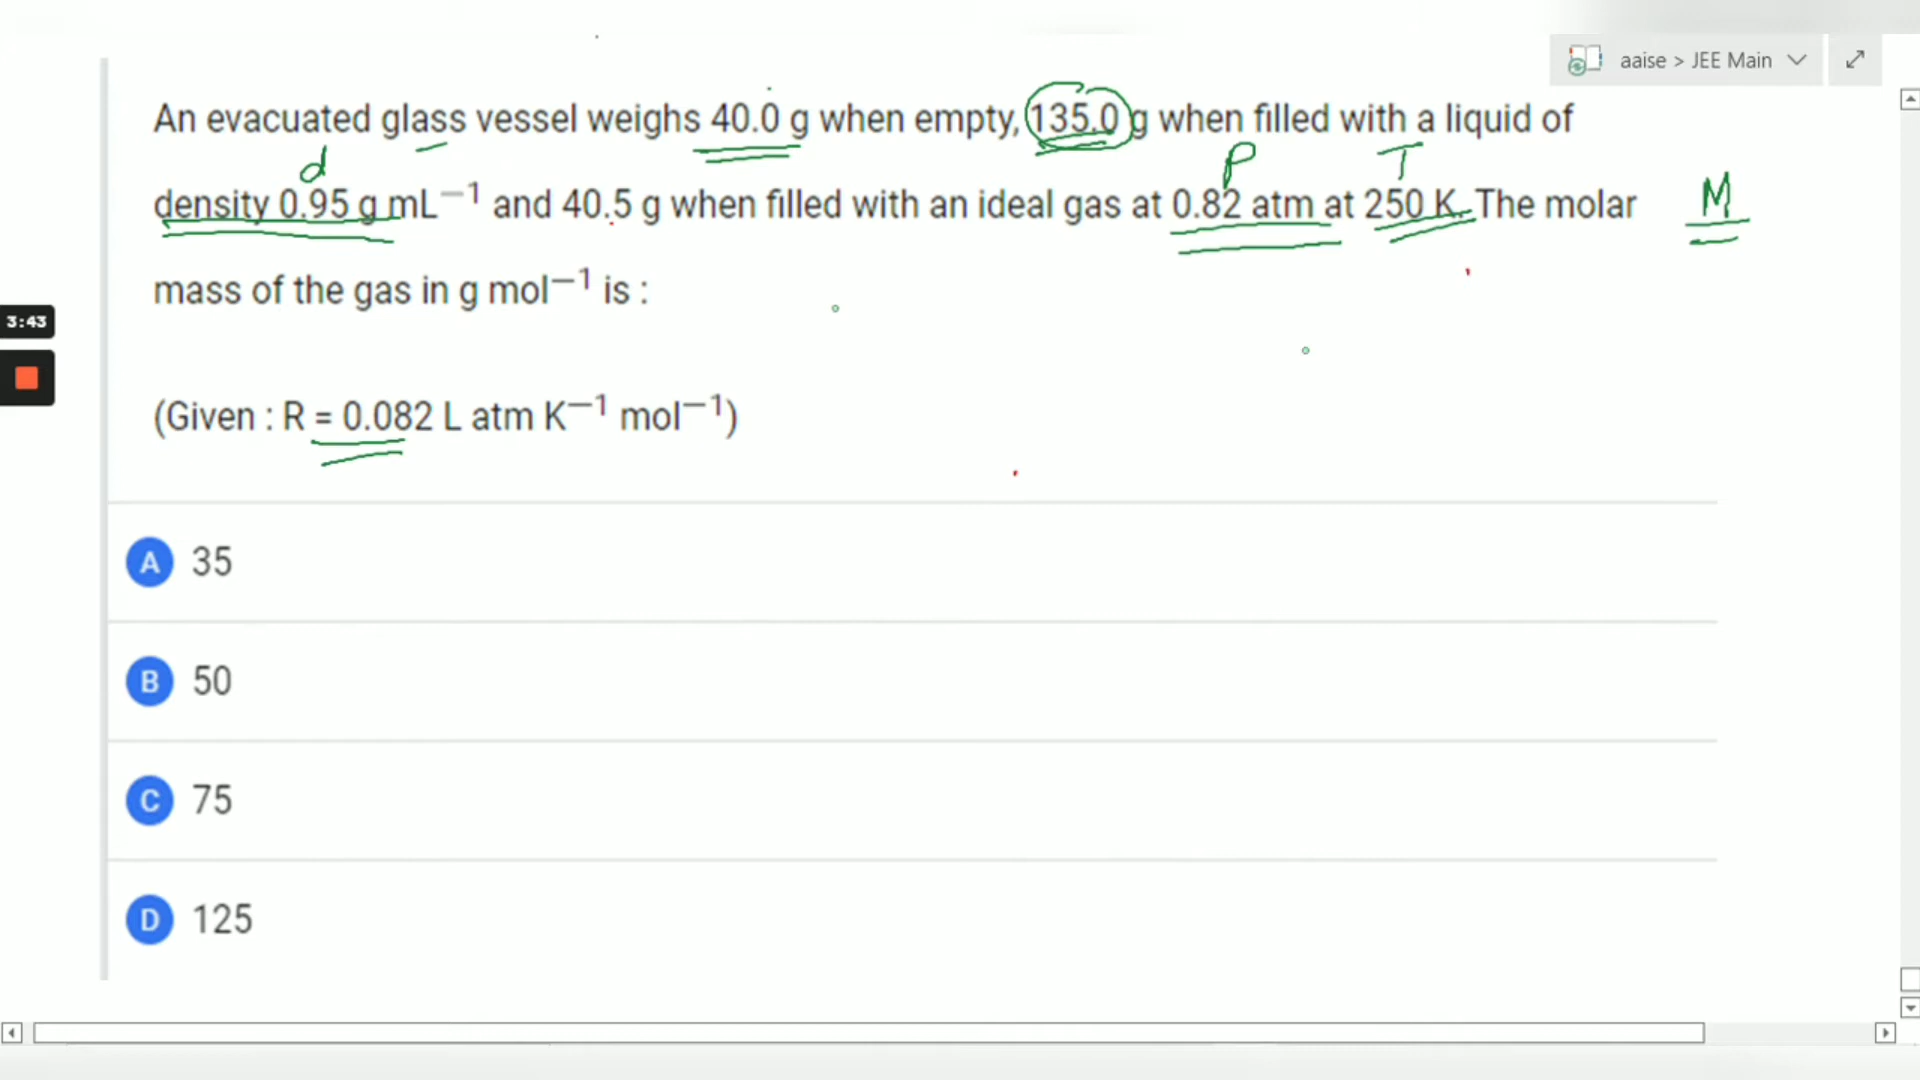 aaise > JEE Main
An evacuated glass vessel weighs 40.0 g when empty, 135.0 g when filled with a liquid of
d P T
density 0.95 g mL⁻¹ and 40.5 g when filled with an ideal gas at 0.82 atm at 250 K. The molar M
mass of the gas in g mol⁻¹ is :
3:43
(Given : R = 0.082 L atm K⁻¹ mol⁻¹)
A 35
B 50
C 75
D 125